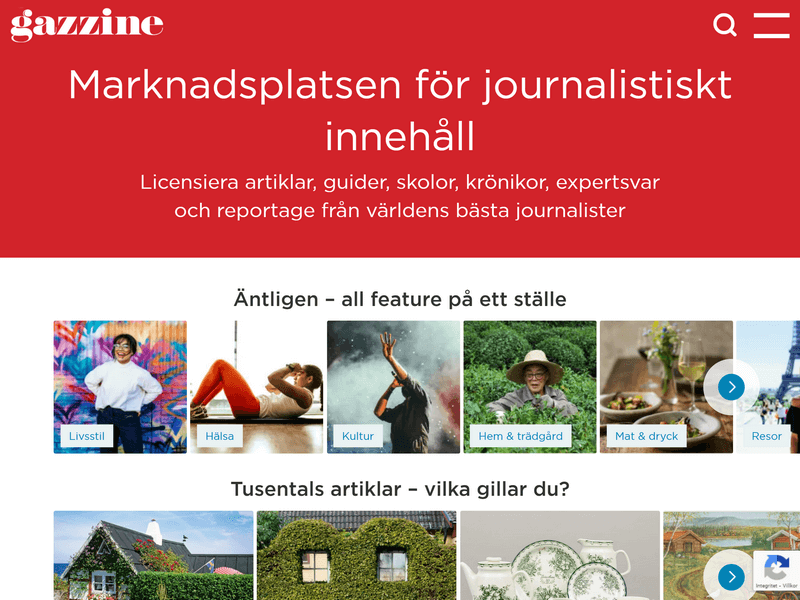 gazzine
Marknadsplatsen för journalistiskt
innehåll
Licensiera artiklar, guider, skolor, krönikor, expertsvar
och reportage från världens bästa journalister
Äntligen – all feature på ett ställe
Livsstil
Hälsa
Kultur
Hem & trädgård
Mat & dryck
Resor
Tusentals artiklar – vilka gillar du?
Integritet - Villkor